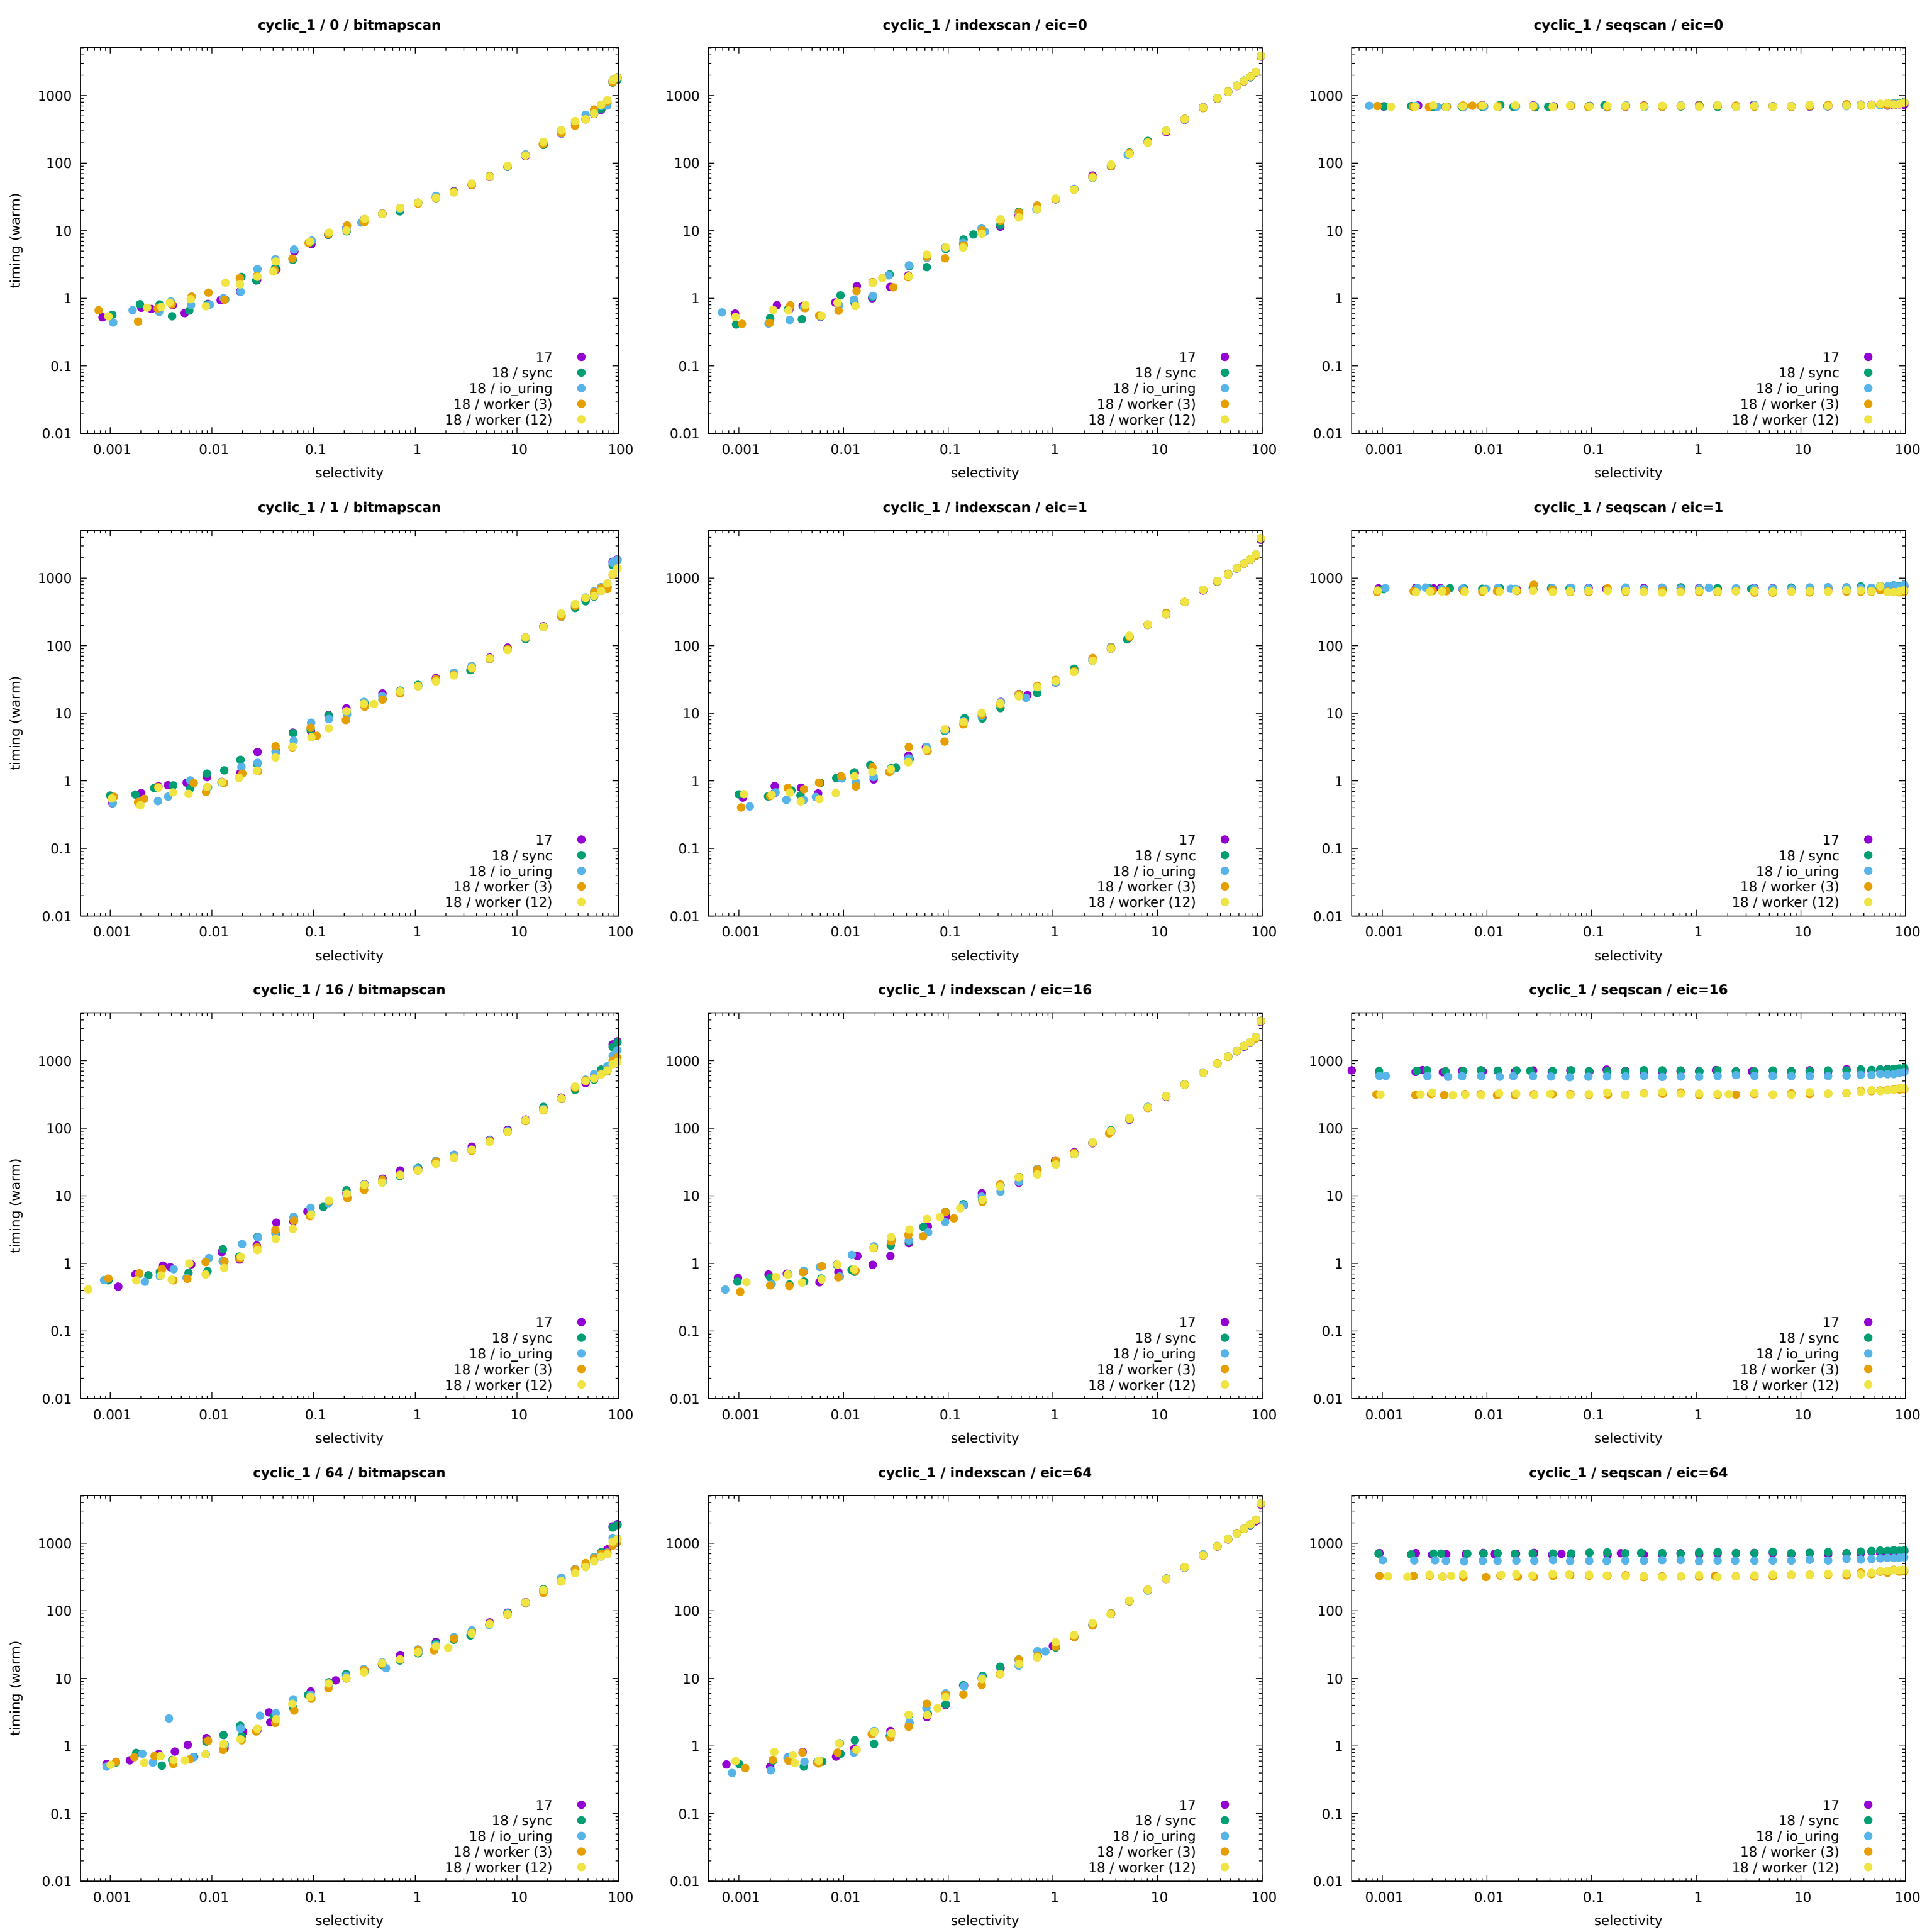 cyclic_1 / 0 / bitmapscan
timing (warm)
1000
100
10
1
0.1
0.01
17
18 / sync
18 / io_uring
18 / worker (3)
18 / worker (12)
0.001 0.01 0.1 1 10 100
selectivity
cyclic_1 / indexscan / eic=0
1000
100
10
1
0.1
0.01
17
18 / sync
18 / io_uring
18 / worker (3)
18 / worker (12)
0.001 0.01 0.1 1 10 100
selectivity
cyclic_1 / seqscan / eic=0
1000
100
10
1
0.1
0.01
17
18 / sync
18 / io_uring
18 / worker (3)
18 / worker (12)
0.001 0.01 0.1 1 10 100
selectivity
cyclic_1 / 1 / bitmapscan
timing (warm)
1000
100
10
1
0.1
0.01
17
18 / sync
18 / io_uring
18 / worker (3)
18 / worker (12)
0.001 0.01 0.1 1 10 100
selectivity
cyclic_1 / indexscan / eic=1
1000
100
10
1
0.1
0.01
17
18 / sync
18 / io_uring
18 / worker (3)
18 / worker (12)
0.001 0.01 0.1 1 10 100
selectivity
cyclic_1 / seqscan / eic=1
1000
100
10
1
0.1
0.01
17
18 / sync
18 / io_uring
18 / worker (3)
18 / worker (12)
0.001 0.01 0.1 1 10 100
selectivity
cyclic_1 / 16 / bitmapscan
timing (warm)
1000
100
10
1
0.1
0.01
17
18 / sync
18 / io_uring
18 / worker (3)
18 / worker (12)
0.001 0.01 0.1 1 10 100
selectivity
cyclic_1 / indexscan / eic=16
1000
100
10
1
0.1
0.01
17
18 / sync
18 / io_uring
18 / worker (3)
18 / worker (12)
0.001 0.01 0.1 1 10 100
selectivity
cyclic_1 / seqscan / eic=16
1000
100
10
1
0.1
0.01
17
18 / sync
18 / io_uring
18 / worker (3)
18 / worker (12)
0.001 0.01 0.1 1 10 100
selectivity
cyclic_1 / 64 / bitmapscan
timing (warm)
1000
100
10
1
0.1
0.01
17
18 / sync
18 / io_uring
18 / worker (3)
18 / worker (12)
0.001 0.01 0.1 1 10 100
selectivity
cyclic_1 / indexscan / eic=64
1000
100
10
1
0.1
0.01
17
18 / sync
18 / io_uring
18 / worker (3)
18 / worker (12)
0.001 0.01 0.1 1 10 100
selectivity
cyclic_1 / seqscan / eic=64
1000
100
10
1
0.1
0.01
17
18 / sync
18 / io_uring
18 / worker (3)
18 / worker (12)
0.001 0.01 0.1 1 10 100
selectivity